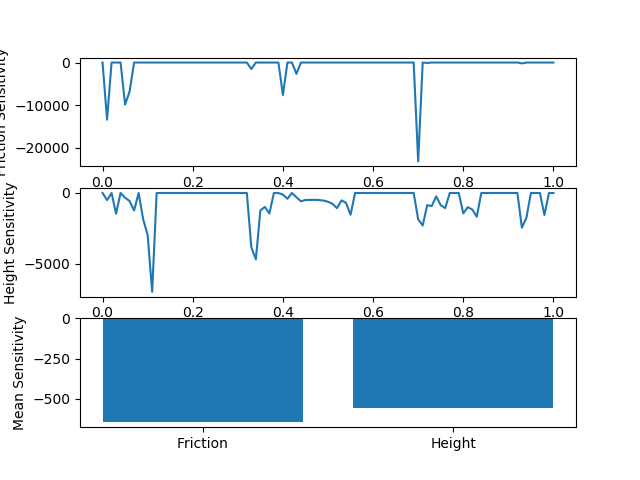 Friction Sensitivity
0
−10000
−20000
0.0 0.2 0.4 0.6 0.8 1.0
Height Sensitivity
0
−5000
0.0 0.2 0.4 0.6 0.8 1.0
Mean Sensitivity
0
−250
−500
Friction Height